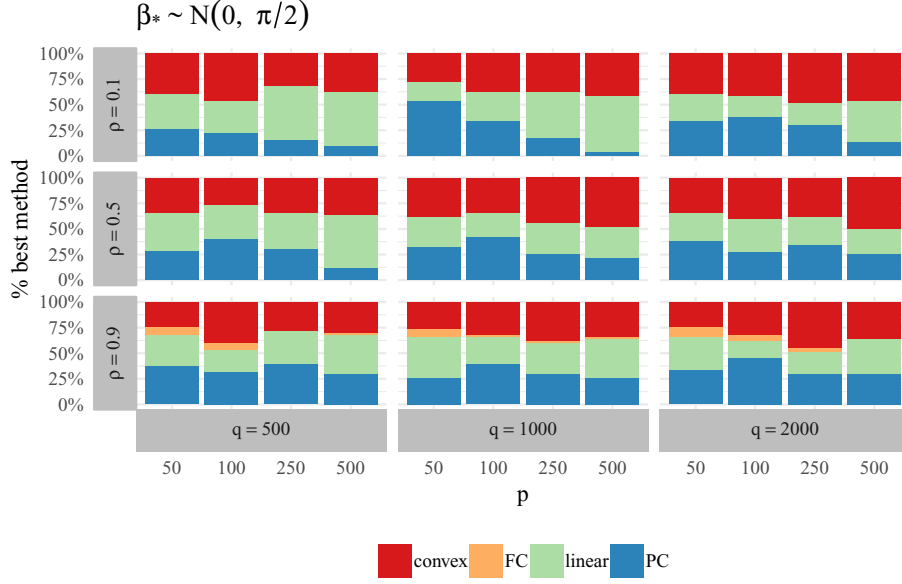 β* ~ N(0, π/2)
% best method
100%
75%
50%
25%
0%
ρ = 0.1
100%
75%
50%
25%
0%
ρ = 0.5
100%
75%
50%
25%
0%
ρ = 0.9
q = 500
q = 1000
q = 2000
50 100 250 500 50 100 250 500 50 100 250 500
p
convex FC linear PC